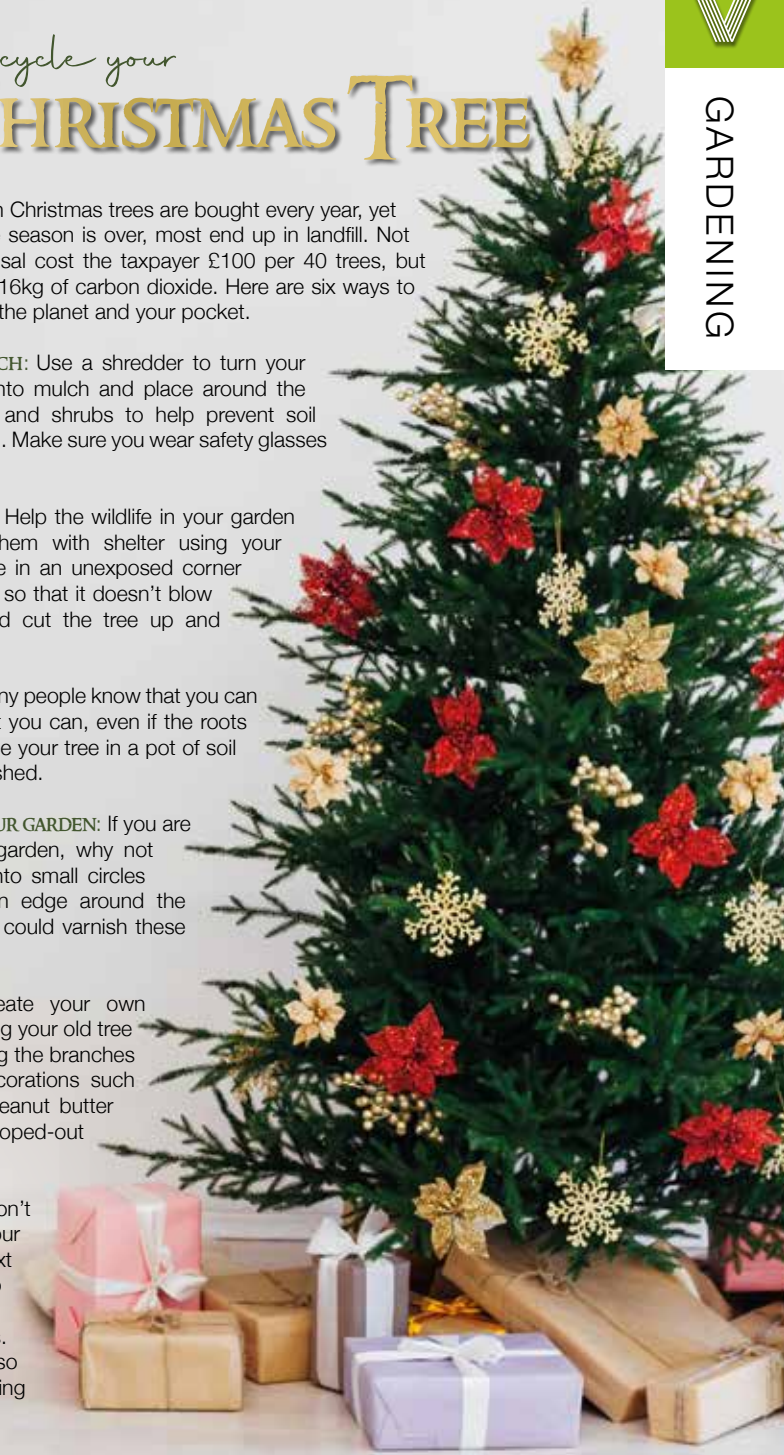 cycle your
HRISTMAS TREE
GARDENING
Christmas trees are bought every year, yet
season is over, most end up in landfill. Not
sal cost the taxpayer £100 per 40 trees, but
16kg of carbon dioxide. Here are six ways to
the planet and your pocket.
CH: Use a shredder to turn your
nto mulch and place around the
and shrubs to help prevent soil
. Make sure you wear safety glasses
Help the wildlife in your garden
hem with shelter using your
e in an unexposed corner
so that it doesn't blow
d cut the tree up and
ny people know that you can
t you can, even if the roots
e your tree in a pot of soil
shed.
UR GARDEN: If you are
garden, why not
nto small circles
n edge around the
could varnish these
eate your own
g your old tree
g the branches
corations such
eanut butter
oped-out
on't
our
xt
.
so
ing